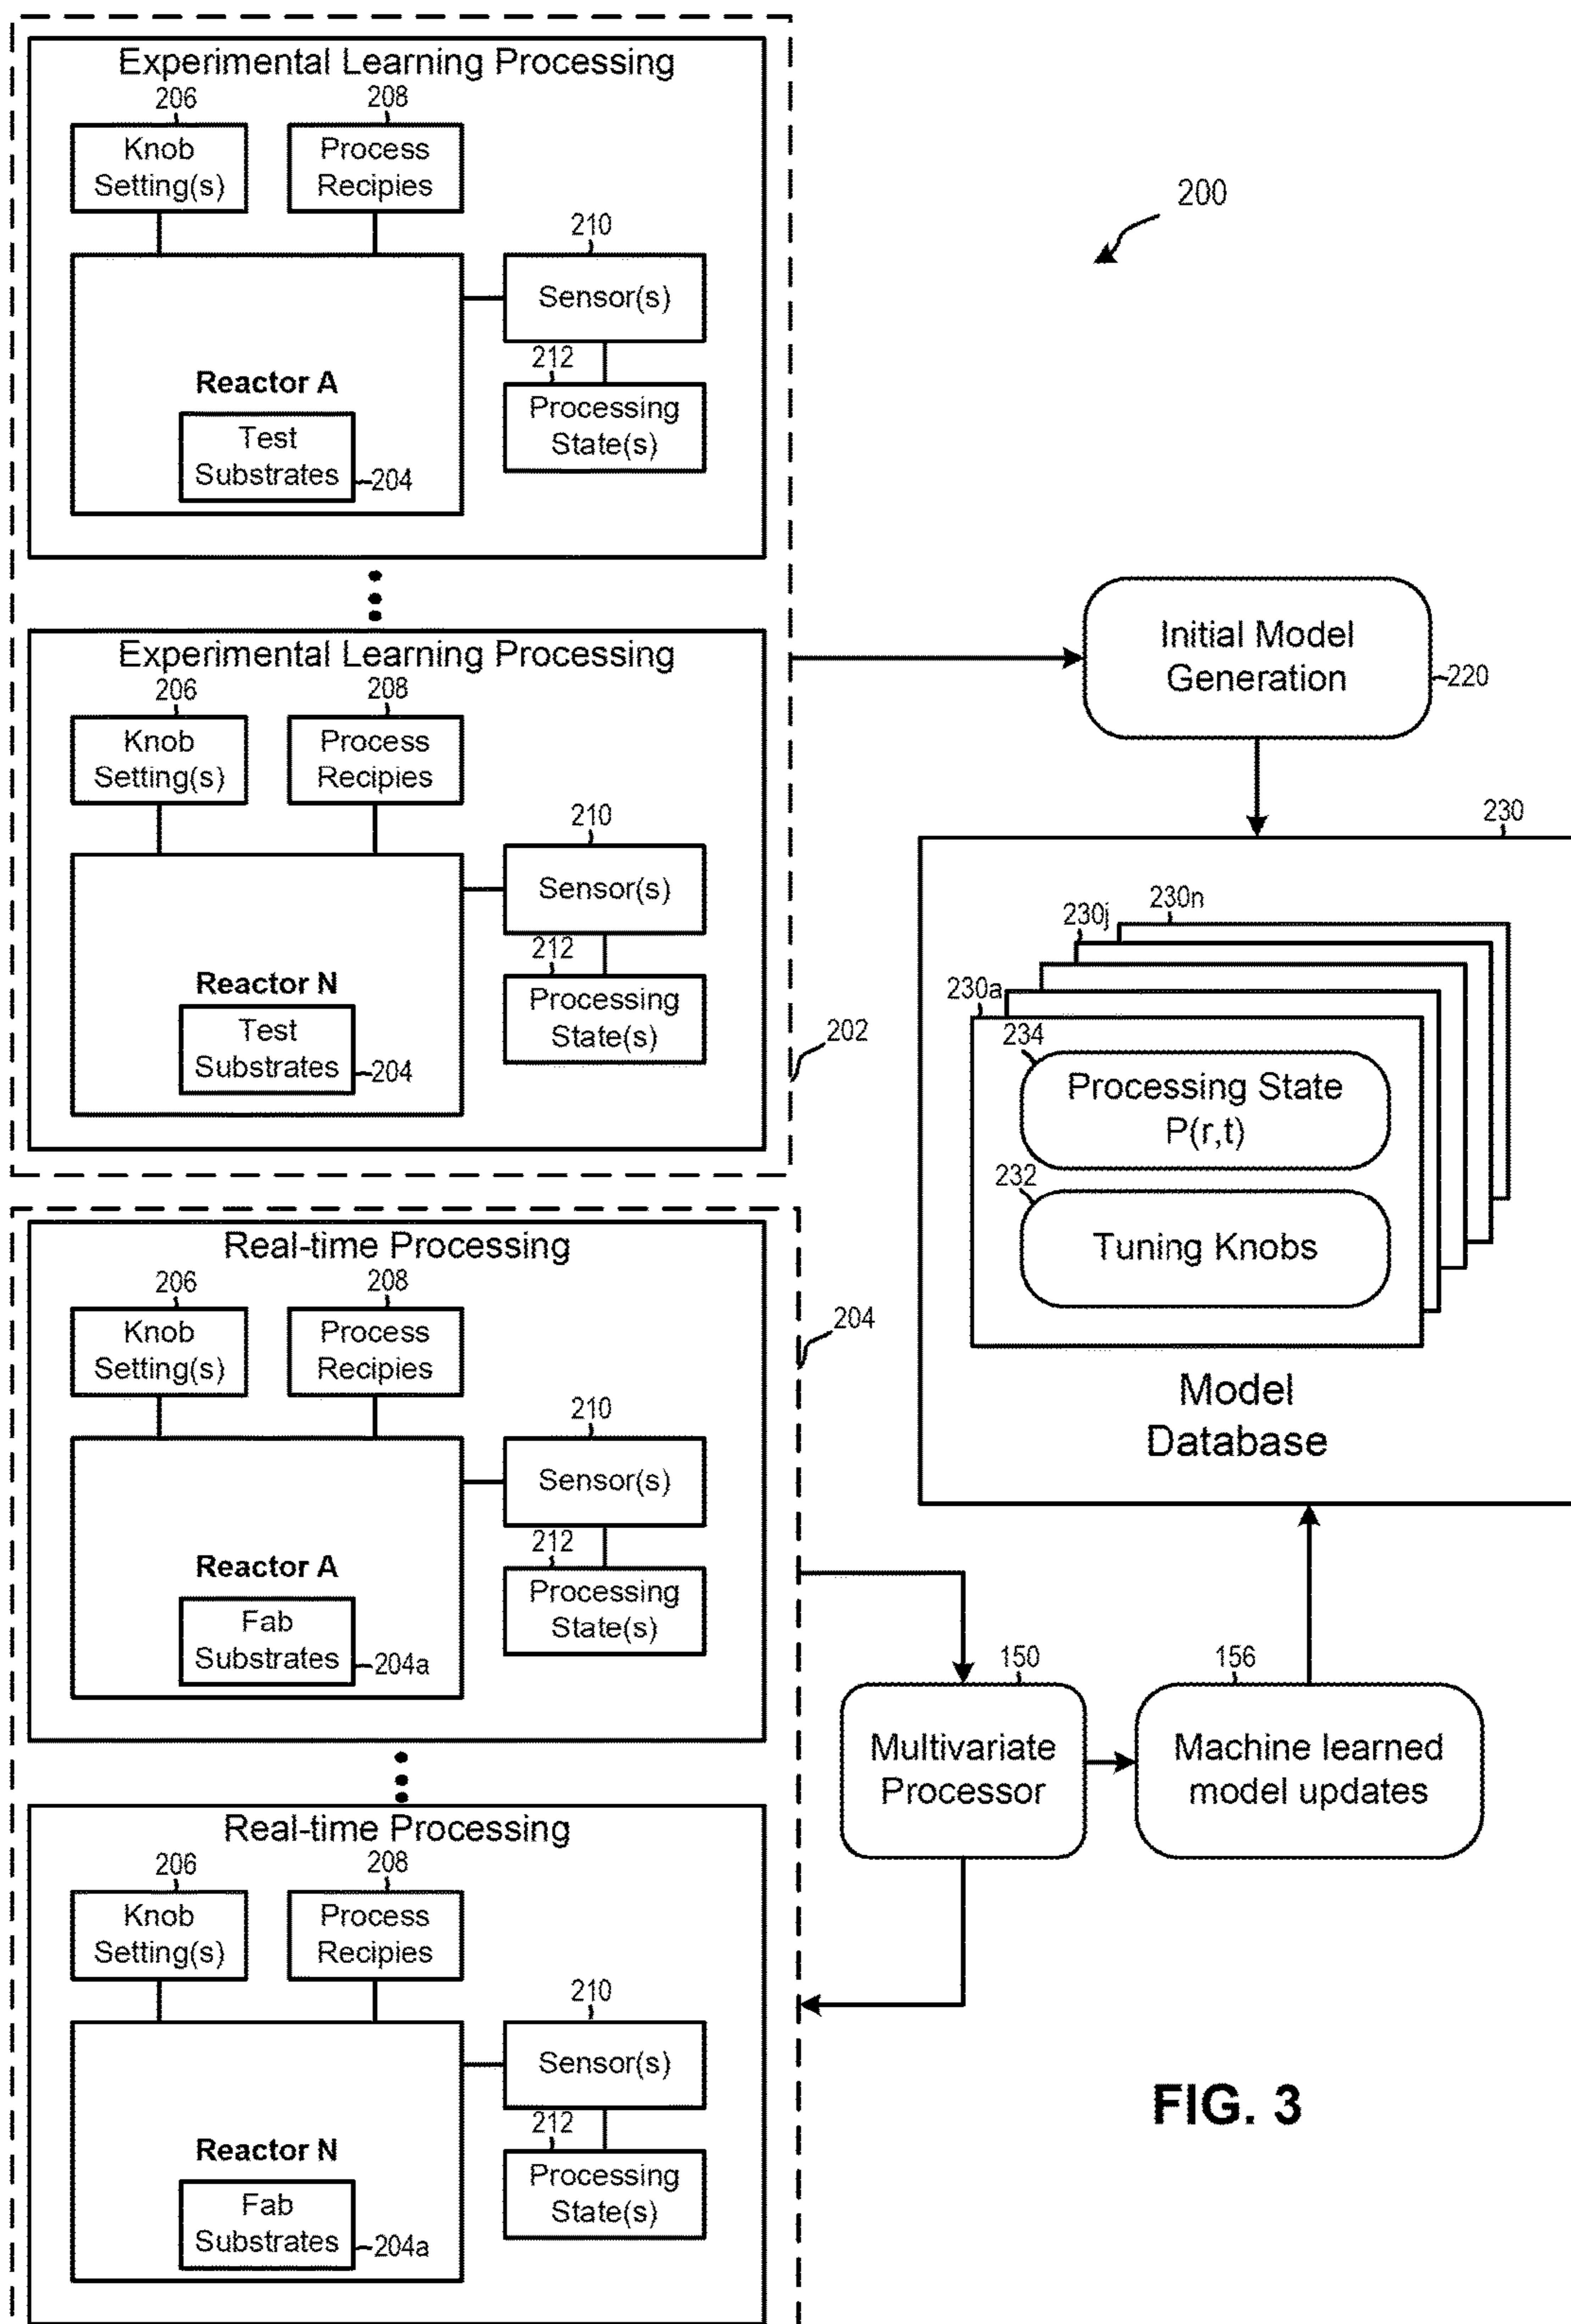 Experimental Learning Processing
206
208
Knob
Setting(s)
Process
Recipies
210
Sensor(s)
212
Processing
State(s)
Reactor A
Test
Substrates
204
200
Experimental Learning Processing
206
208
Knob
Setting(s)
Process
Recipies
210
Sensor(s)
212
Processing
State(s)
Reactor N
Test
Substrates
204
202
Initial Model
Generation
220
230
230n
230j
230a
234
Processing State
P(r,t)
232
Tuning Knobs
Model
Database
Real-time Processing
206
208
Knob
Setting(s)
Process
Recipies
204
210
Sensor(s)
212
Processing
State(s)
Reactor A
Fab
Substrates
204a
150
Multivariate
Processor
156
Machine learned
model updates
Real-time Processing
206
208
Knob
Setting(s)
Process
Recipies
210
Sensor(s)
212
Processing
State(s)
Reactor N
Fab
Substrates
204a
FIG. 3